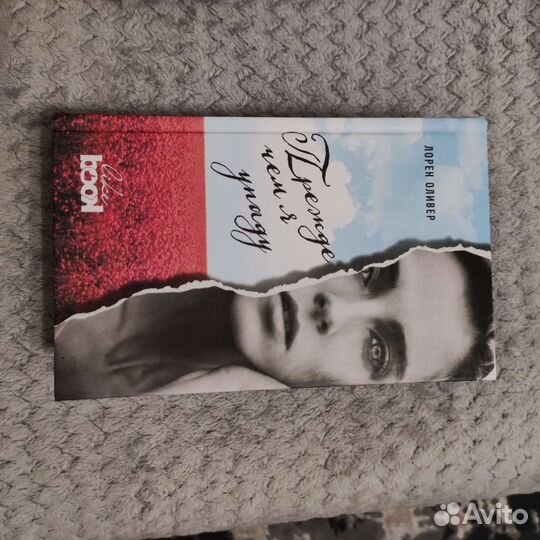 ЛОРЕН ОЛИВЕР
Прежде
чем я
упаду
like
book
Avito